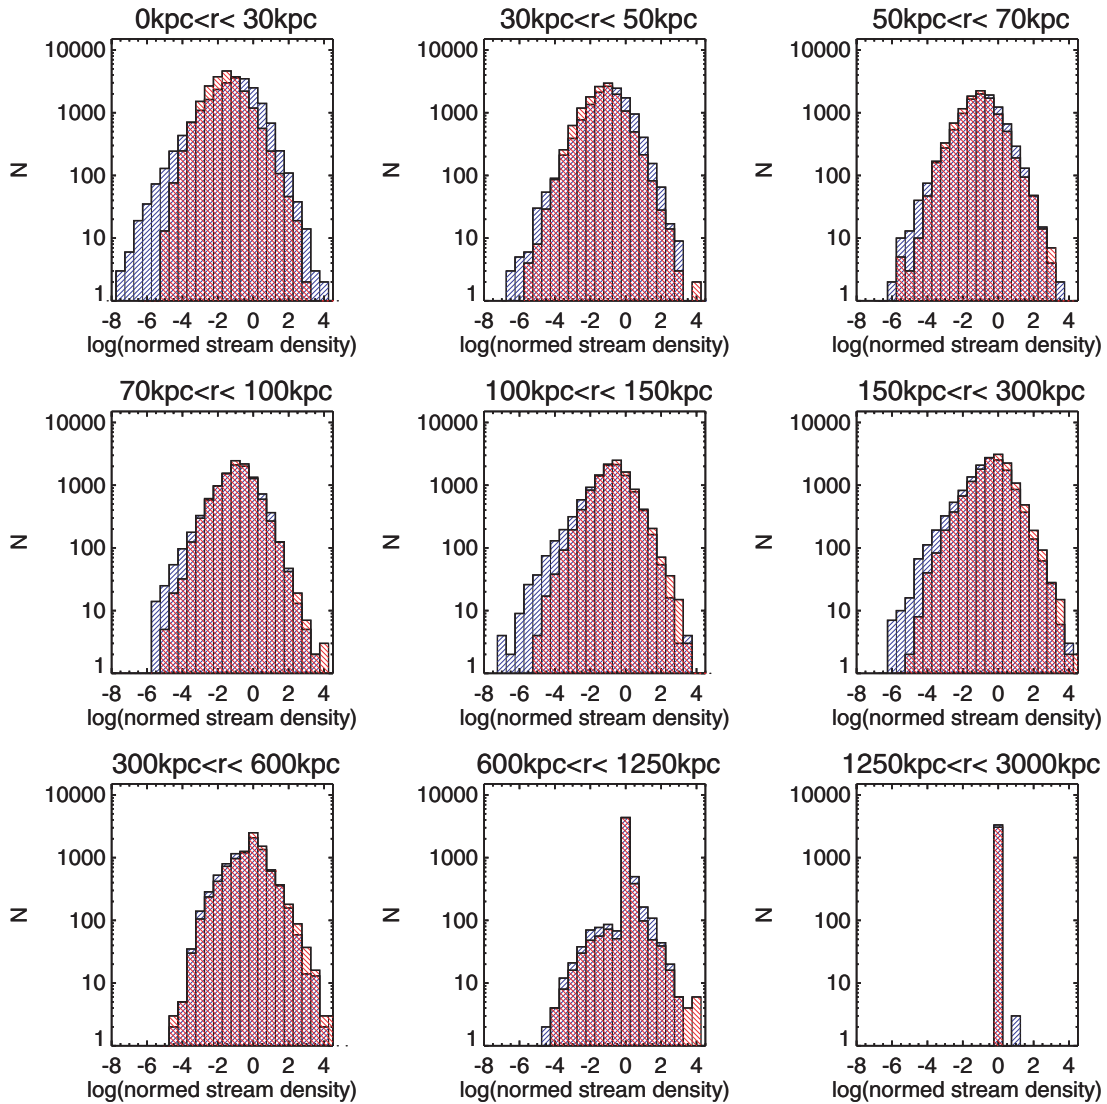 0kpc<r< 30kpc
10000
1000
100
10
1
N
-8 -6 -4 -2 0 2 4
log(normed stream density)
30kpc<r< 50kpc
10000
1000
100
10
1
N
-8 -6 -4 -2 0 2 4
log(normed stream density)
50kpc<r< 70kpc
10000
1000
100
10
1
N
-8 -6 -4 -2 0 2 4
log(normed stream density)
70kpc<r< 100kpc
10000
1000
100
10
1
N
-8 -6 -4 -2 0 2 4
log(normed stream density)
100kpc<r< 150kpc
10000
1000
100
10
1
N
-8 -6 -4 -2 0 2 4
log(normed stream density)
150kpc<r< 300kpc
10000
1000
100
10
1
N
-8 -6 -4 -2 0 2 4
log(normed stream density)
300kpc<r< 600kpc
10000
1000
100
10
1
N
-8 -6 -4 -2 0 2 4
log(normed stream density)
600kpc<r< 1250kpc
10000
1000
100
10
1
N
-8 -6 -4 -2 0 2 4
log(normed stream density)
1250kpc<r< 3000kpc
10000
1000
100
10
1
N
-8 -6 -4 -2 0 2 4
log(normed stream density)